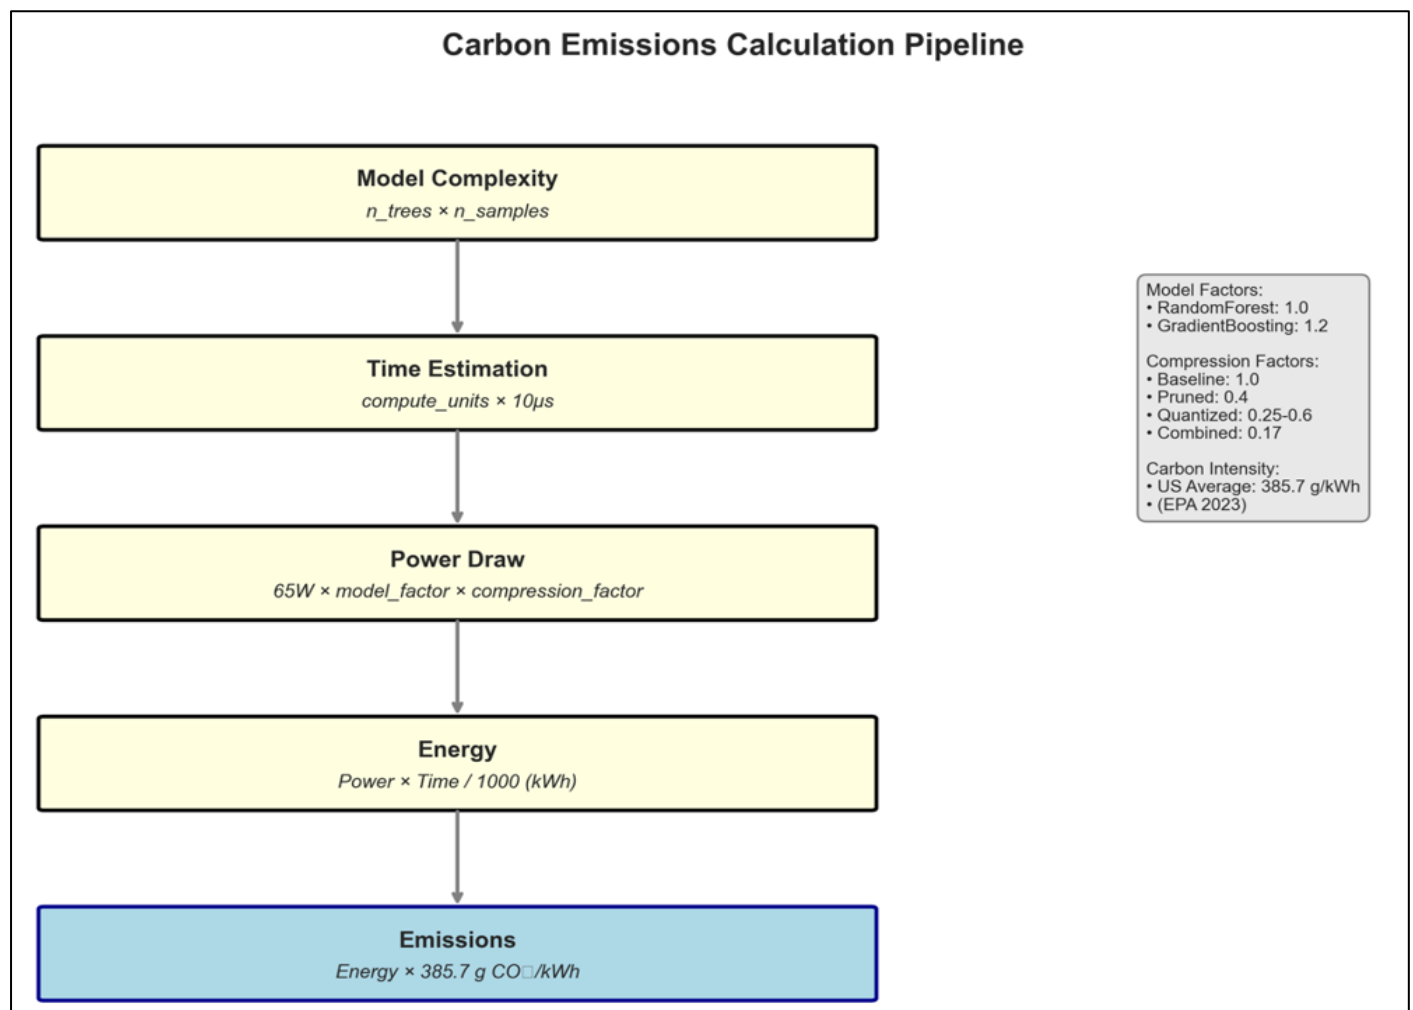 Carbon Emissions Calculation Pipeline
Model Complexity
n_trees × n_samples
Time Estimation
compute_units × 10μs
Power Draw
65W × model_factor × compression_factor
Energy
Power × Time / 1000 (kWh)
Emissions
Energy × 385.7 g CO□/kWh
Model Factors:
• RandomForest: 1.0
• GradientBoosting: 1.2
Compression Factors:
• Baseline: 1.0
• Pruned: 0.4
• Quantized: 0.25-0.6
• Combined: 0.17
Carbon Intensity:
• US Average: 385.7 g/kWh
• (EPA 2023)